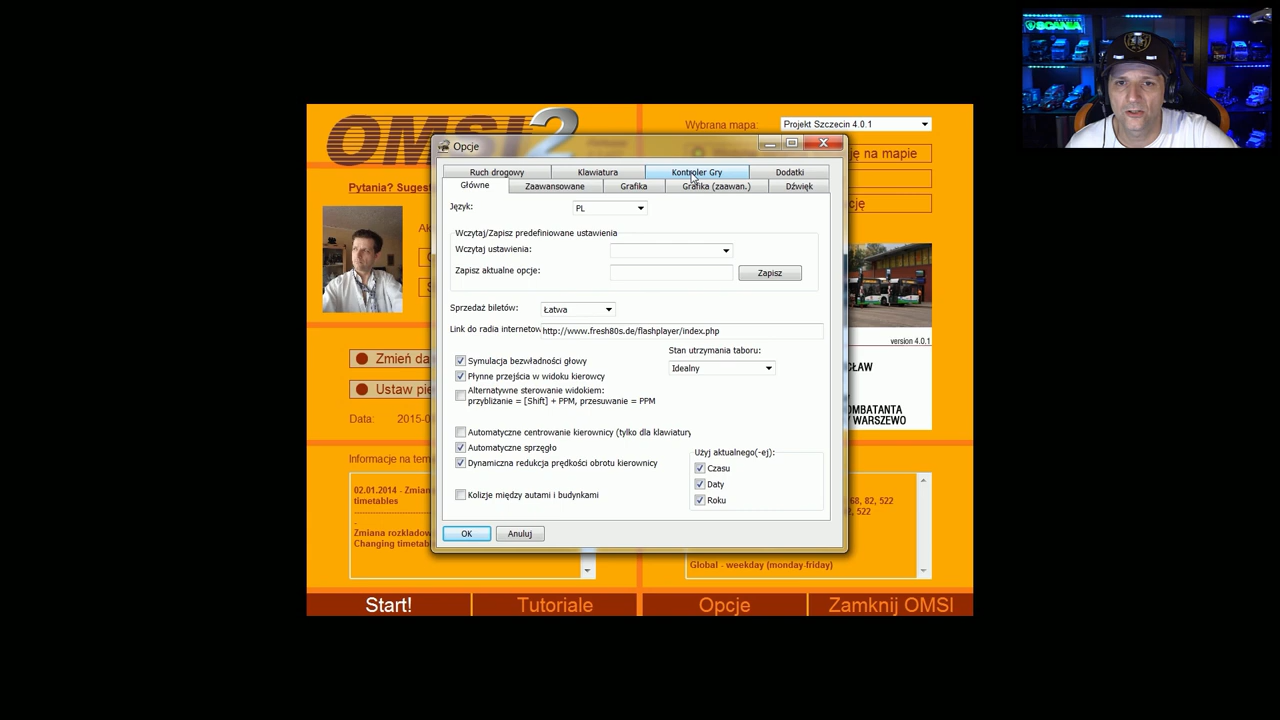 SCANIA
OMSI 2
Wybrana mapa:
Projekt Szczecin 4.0.1
ję na mapie
cję
Pytania? Sugest
Ak
Zmień da
Ustaw pie
Data:
2015-0
version 4.0.1
CŁAW
OMBATANTA
Y WARSZEWO
Opcje
Ruch drogowy
Klawiatura
Kontroler Gry
Dodatki
Główne
Zaawansowane
Grafika
Grafika (zaawan.)
Dźwięk
Język:
PL
Wczytaj/Zapisz predefiniowane ustawienia
Wczytaj ustawienia:
Zapisz aktualne opcje:
Zapisz
Sprzedaż biletów:
Łatwa
Link do radia internetow
http://www.fresh80s.de/flashplayer/index.php
Stan utrzymania taboru:
Idealny
Symulacja bezwładności głowy
Płynne przejścia w widoku kierowcy
Alternatywne sterowanie widokiem:
przybliżanie = [Shift] + PPM, przesuwanie = PPM
Automatyczne centrowanie kierownicy (tylko dla klawiatury
Automatyczne sprzęgło
Dynamiczna redukcja prędkości obrotu kierownicy
Kolizje między autami i budynkami
Użyj aktualnego(-ej):
Czasu
Daty
Roku
OK
Anuluj
Informacje na tem
02.01.2014 - Zmian
timetables
Zmiana rozkładow
Changing timetab
68, 82, 522
2, 522
Global - weekday (monday-friday)
Start!
Tutoriale
Opcje
Zamknij OMSI